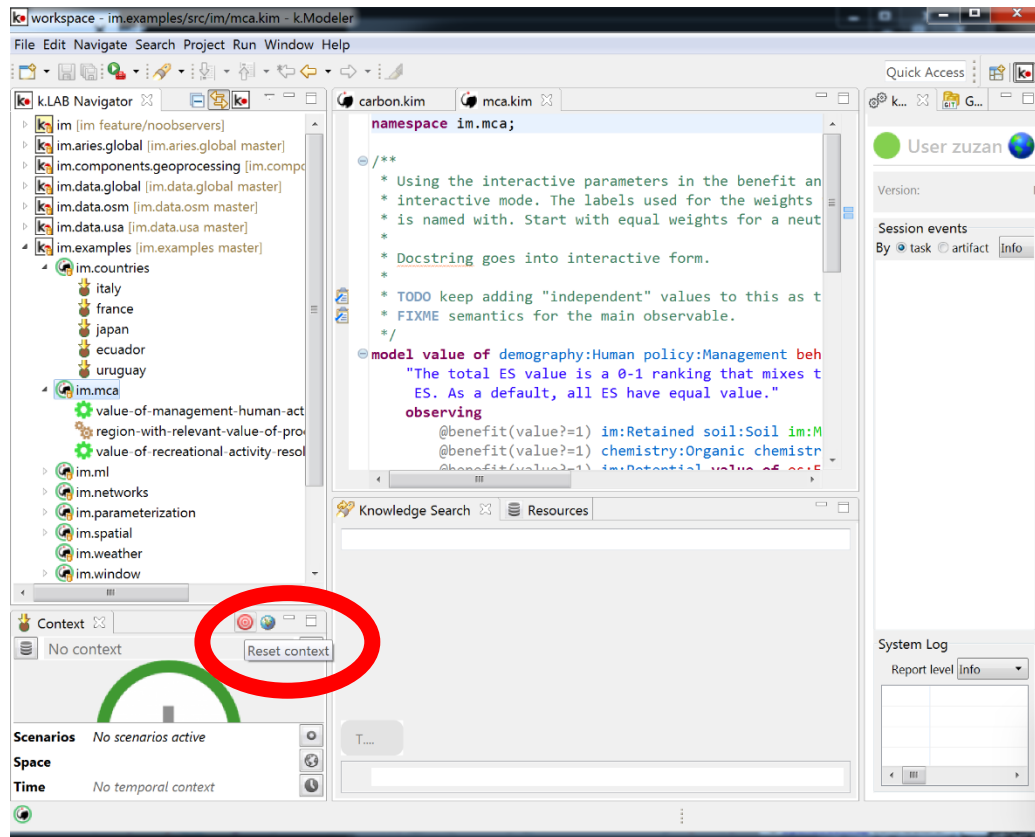 workspace - im.examples/src/im/mca.kim - k.Modeler
File Edit Navigate Search Project Run Window Help
Quick Access
k.LAB Navigator
im [im feature/noobservers]
im.aries.global [im.aries.global master]
im.components.geoprocessing [im.compo
im.data.global [im.data.global master]
im.data.osm [im.data.osm master]
im.data.usa [im.data.usa master]
im.examples [im.examples master]
im.countries
italy
france
japan
ecuador
uruguay
im.mca
value-of-management-human-act
region-with-relevant-value-of-pro
value-of-recreational-activity-resol
im.ml
im.networks
im.parameterization
im.spatial
im.weather
im.window
carbon.kim mca.kim
namespace im.mca;
/**
* Using the interactive parameters in the benefit an
* interactive mode. The labels used for the weights
* is named with. Start with equal weights for a neut
*
* Docstring goes into interactive form.
*
* TODO keep adding "independent" values to this as t
* FIXME semantics for the main observable.
*/
model value of demography:Human policy:Management beh
"The total ES value is a 0-1 ranking that mixes t
ES. As a default, all ES have equal value."
observing
@benefit(value?=1) im:Retained soil:Soil im:M
@benefit(value?=1) chemistry:Organic chemistr
@benefit(value?=1) im:Potential value of es:F
Knowledge Search Resources
T....
k... G...
User zuzan
Version:
Session events
By task artifact Info
System Log
Report level Info
Context
No context
Reset context
Scenarios No scenarios active
Space
Time No temporal context